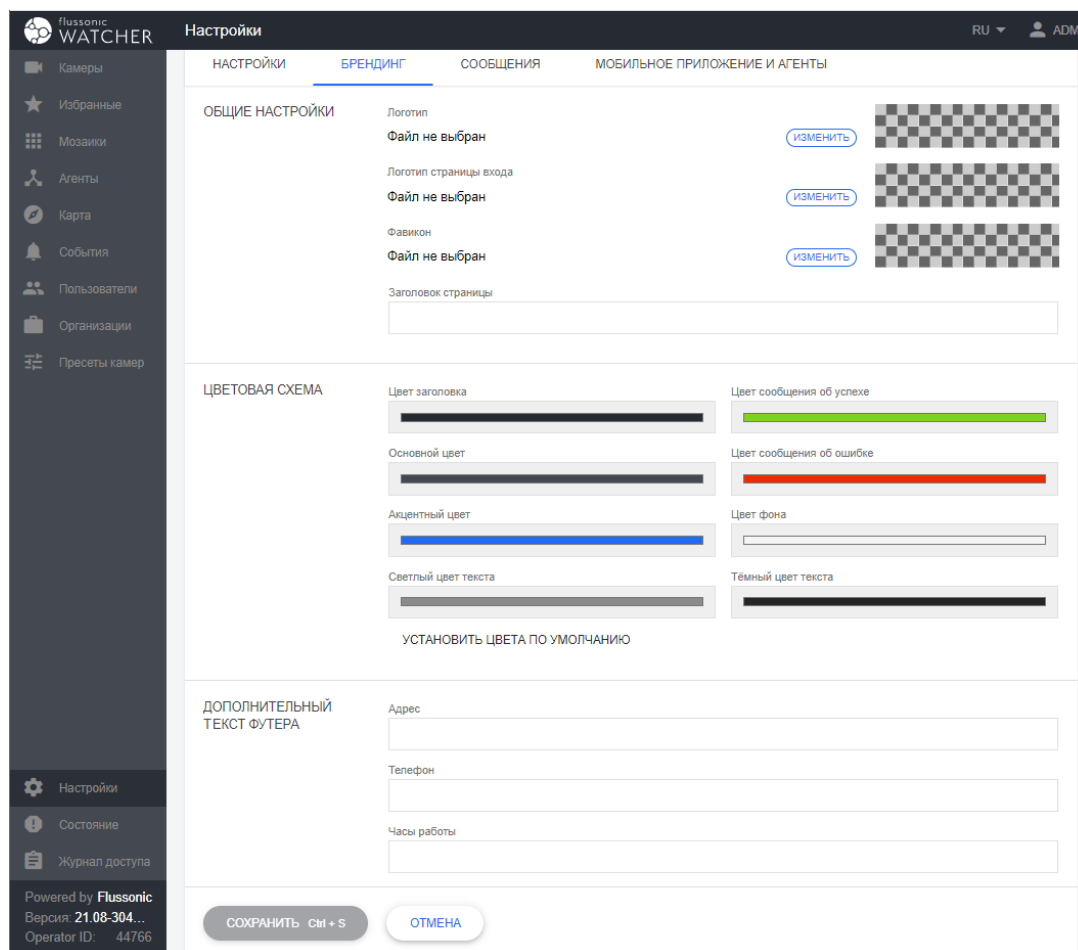 flussonic
WATCHER
Настройки
RU
ADM
Камеры
Избранные
Мозаики
Агенты
Карта
События
Пользователи
Организации
Пресеты камер
Настройки
Состояние
Журнал доступа
Powered by Flussonic
Версия: 21.08-304...
Operator ID: 44766
НАСТРОЙКИ
БРЕНДИНГ
СООБЩЕНИЯ
МОБИЛЬНОЕ ПРИЛОЖЕНИЕ И АГЕНТЫ
ОБЩИЕ НАСТРОЙКИ
Логотип
Файл не выбран
ИЗМЕНИТЬ
Логотип страницы входа
Файл не выбран
ИЗМЕНИТЬ
Фавикон
Файл не выбран
ИЗМЕНИТЬ
Заголовок страницы
ЦВЕТОВАЯ СХЕМА
Цвет заголовка
Цвет сообщения об успехе
Основной цвет
Цвет сообщения об ошибке
Акцентный цвет
Цвет фона
Светлый цвет текста
Тёмный цвет текста
УСТАНОВИТЬ ЦВЕТА ПО УМОЛЧАНИЮ
ДОПОЛНИТЕЛЬНЫЙ
ТЕКСТ ФУТЕРА
Адрес
Телефон
Часы работы
СОХРАНИТЬ Ctrl + S
ОТМЕНА